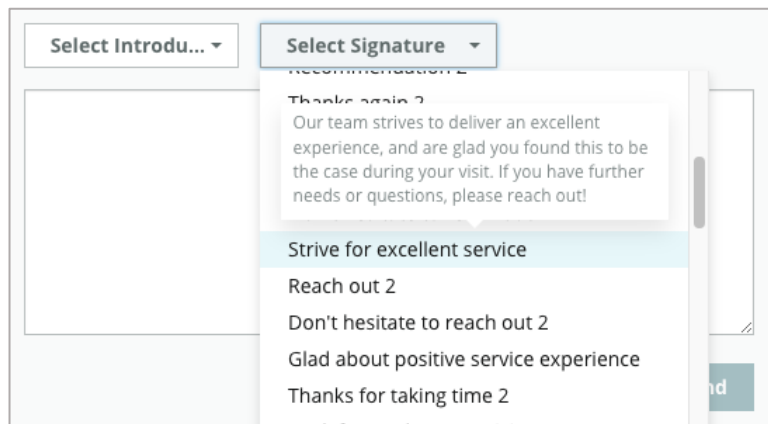 Select Introdu...
Select Signature
Recommendation 2
Thanks again 2
Our team strives to deliver an excellent
experience, and are glad you found this to be
the case during your visit. If you have further
needs or questions, please reach out!
Strive for excellent service
Reach out 2
Don't hesitate to reach out 2
Glad about positive service experience
Thanks for taking time 2
nd